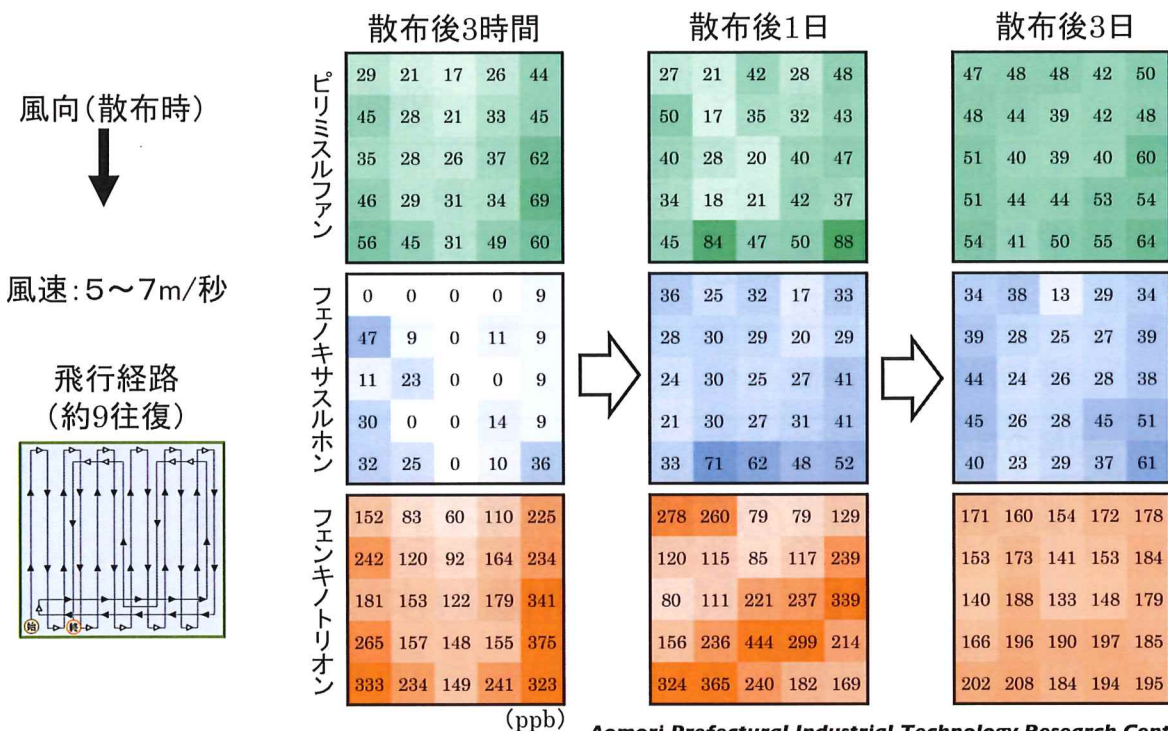 散布後3時間 散布後1日 散布後3日
風向(散布時)
風速:5～7m/秒
飛行経路
(約9往復)
始 終
ピリミスルファン
29 21 17 26 44
45 28 21 33 45
35 28 26 37 62
46 29 31 34 69
56 45 31 49 60
27 21 42 28 48
50 17 35 32 43
40 28 20 40 47
34 18 21 42 37
45 84 47 50 88
47 48 48 42 50
48 44 39 42 48
51 40 39 40 60
51 44 44 53 54
54 41 50 55 64
フェノキサスルホン
0 0 0 0 9
47 9 0 11 9
11 23 0 0 9
30 0 0 14 9
32 25 0 10 36
36 25 32 17 33
28 30 29 20 29
24 30 25 27 41
21 30 27 31 41
33 71 62 48 52
34 38 13 29 34
39 28 25 27 39
44 24 26 28 38
45 26 28 45 51
40 23 29 37 61
フェンキノトリオン
152 83 60 110 225
242 120 92 164 234
181 153 122 179 341
265 157 148 155 375
333 234 149 241 323
278 260 79 79 129
120 115 85 117 239
80 111 221 237 339
156 236 444 299 214
324 365 240 182 169
171 160 154 172 178
153 173 141 153 184
140 188 133 148 179
166 196 190 197 185
202 208 184 194 195
(ppb)
Aomori Prefectural Industrial Technology Research Cent